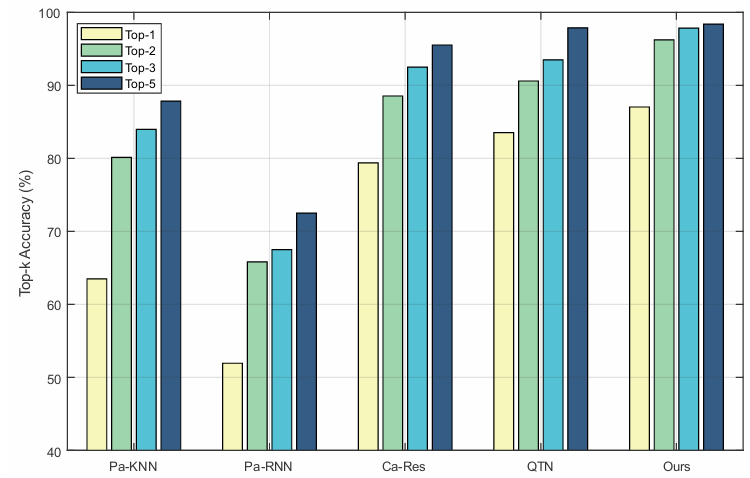 100
90
80
70
60
50
40
Top-k Accuracy (%)
Top-1
Top-2
Top-3
Top-5
Pa-KNN
Pa-RNN
Ca-Res
QTN
Ours